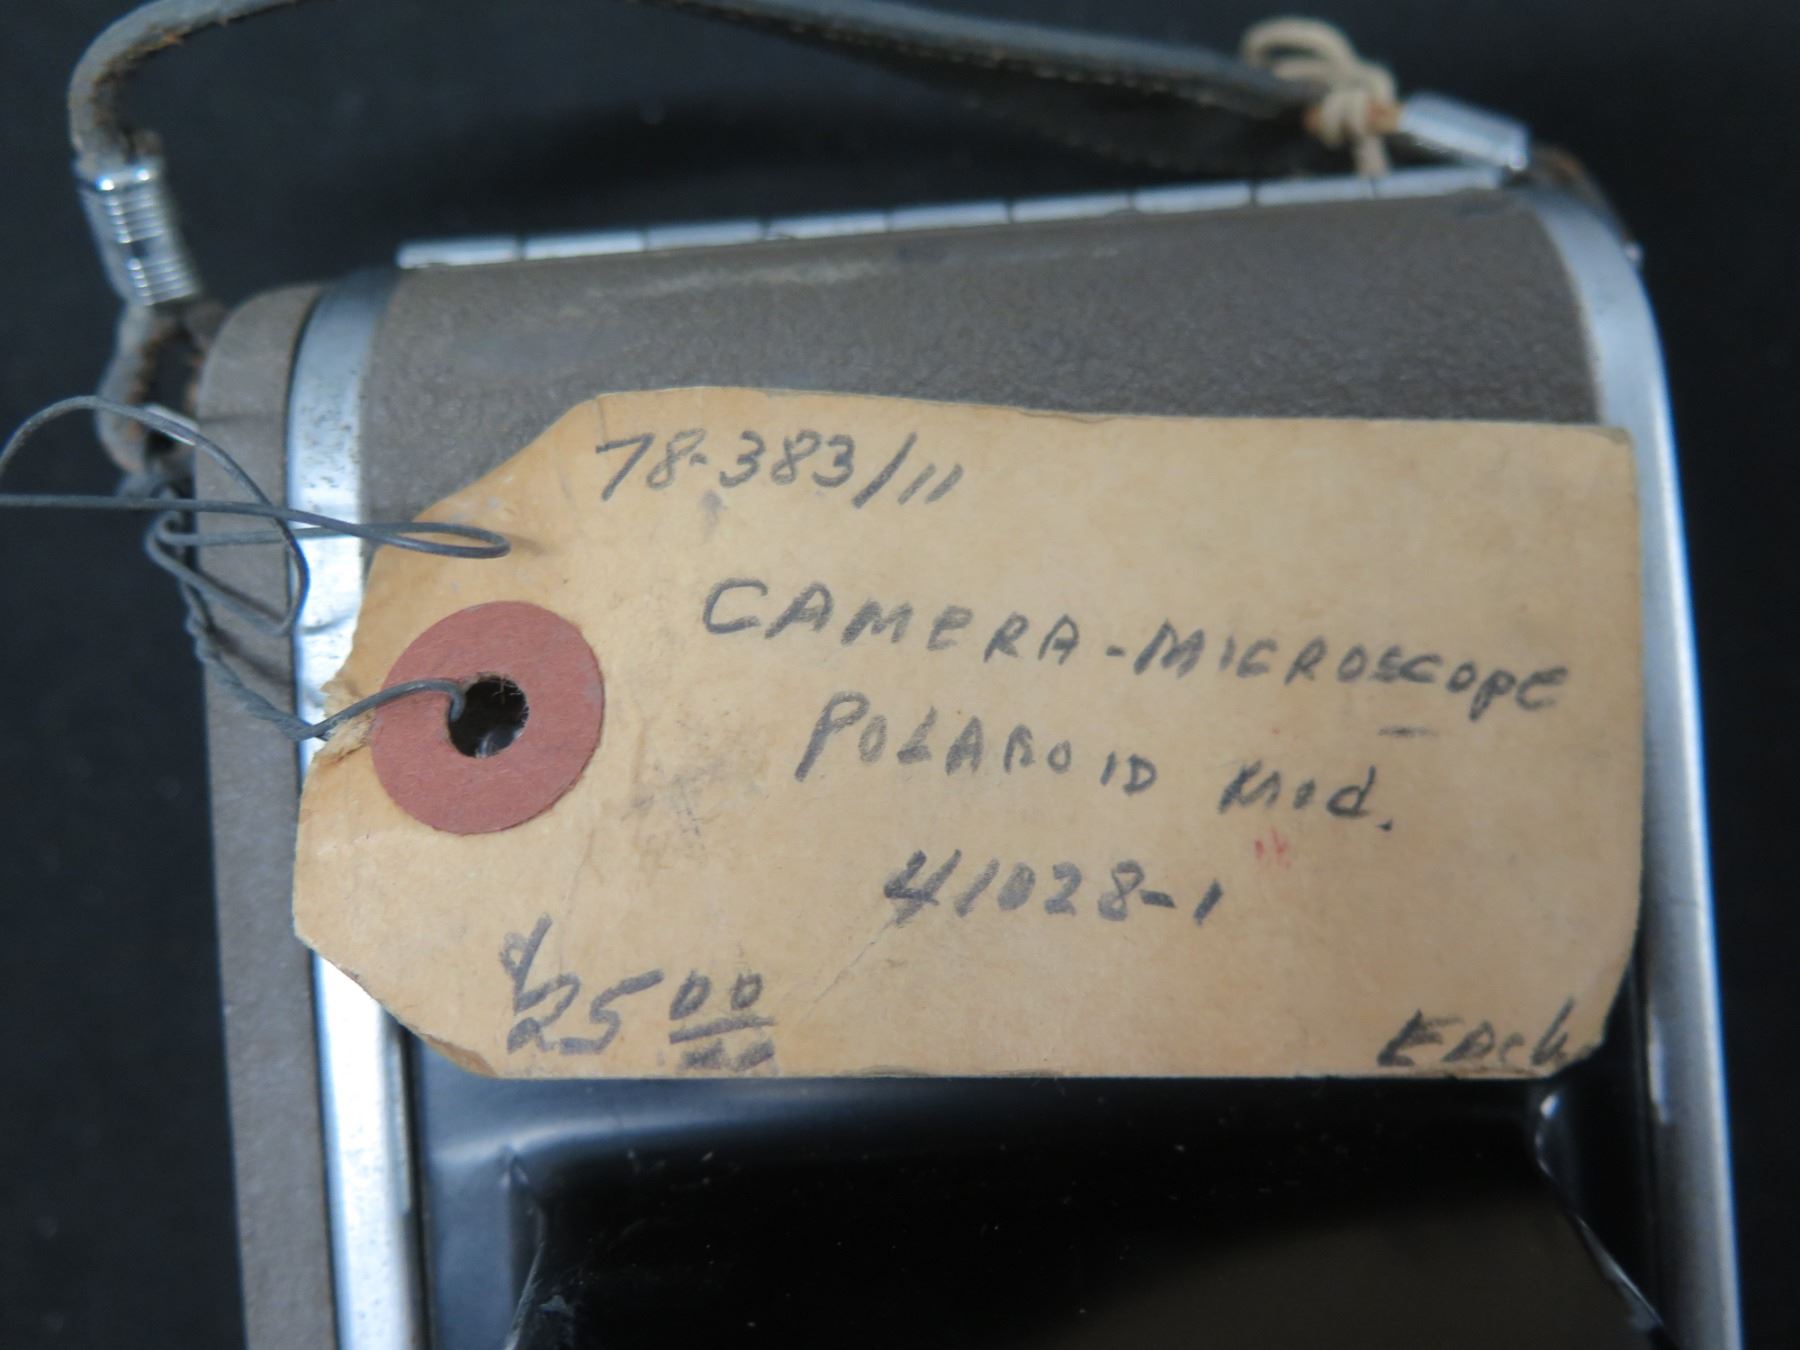 78-383/11
CAMERA-MICROSCOPE
POLAROID Mod.
41028-1
$25 00
EACh